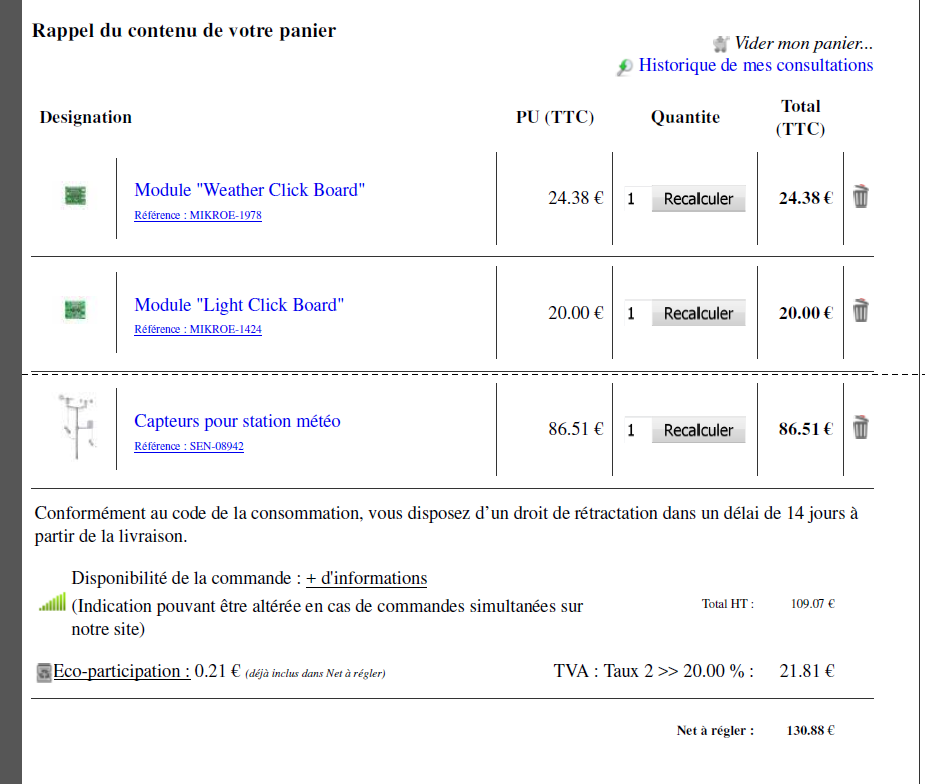 Rappel du contenu de votre panier
Vider mon panier...
Historique de mes consultations
Designation PU (TTC) Quantite Total (TTC)
Module "Weather Click Board"
Référence : MIKROE-1978
24.38 € 1 Recalculer 24.38 €
Module "Light Click Board"
Référence : MIKROE-1424
20.00 € 1 Recalculer 20.00 €
Capteurs pour station météo
Référence : SEN-08942
86.51 € 1 Recalculer 86.51 €
Conformément au code de la consommation, vous disposez d’un droit de rétractation dans un délai de 14 jours à
partir de la livraison.
Disponibilité de la commande : + d'informations
(Indication pouvant être altérée en cas de commandes simultanées sur
notre site)
Total HT : 109.07 €
Eco-participation : 0.21 € (déjà inclus dans Net à régler)
TVA : Taux 2 >> 20.00 % : 21.81 €
Net à régler : 130.88 €